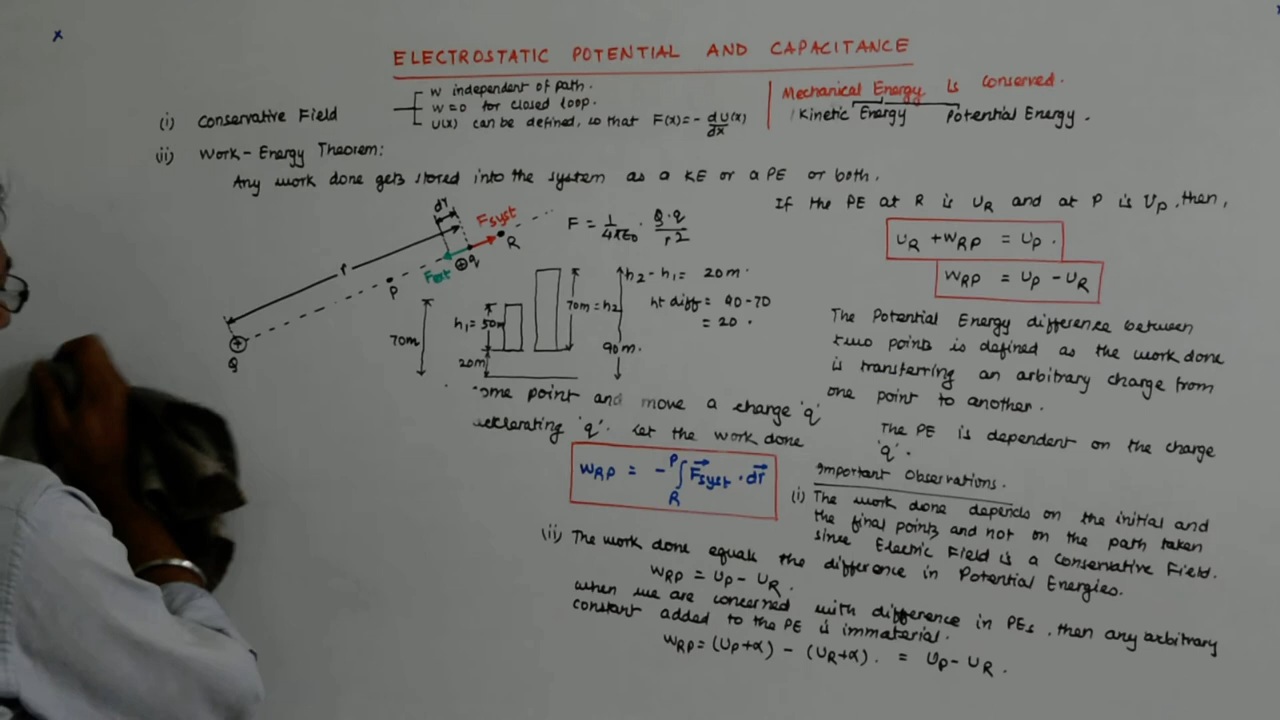 ELECTROSTATIC POTENTIAL AND CAPACITANCE
(i) Conservative Field
W independent of path.
W=0 for closed loop.
U(x) can be defined, so that F(x)= - dU(x)/dx
Mechanical Energy is conserved.
Kinetic Energy Potential Energy.
(ii) Work-Energy Theorem:
Any work done gets stored into the system as a KE or a PE or both.
dr
Fsyst
R
Fext
⊕q
r
P
⊕
Q
F = 1/4πε0 · Q·q/r2
h2-h1= 20m.
70m = h2
h1=50m
70m
20m
90m.
ht diff = 90-70
= 20.
If the PE at R is UR and at P is UP, then,
UR + WRP = UP.
WRP = UP - UR
The Potential Energy difference between
two points is defined as the work done
is transferring an arbitrary charge from
one point to another.
The PE is dependent on the charge
'q'.
some point and move a charge 'q'
'q'. Let the work done
WRP = - ∫ᴾR F⃗syst · dr⃗
Important Observations.
(i) The work done depends on the initial and
the final points and not on the path taken
since Electric Field is a Conservative Field.
(ii) The work done equals the difference in Potential Energies.
WRP = UP - UR.
when we are concerned with difference in PEs, then any arbitrary
constant added to the PE is immaterial.
WRP = (UP+α) - (UR+α). = UP - UR.